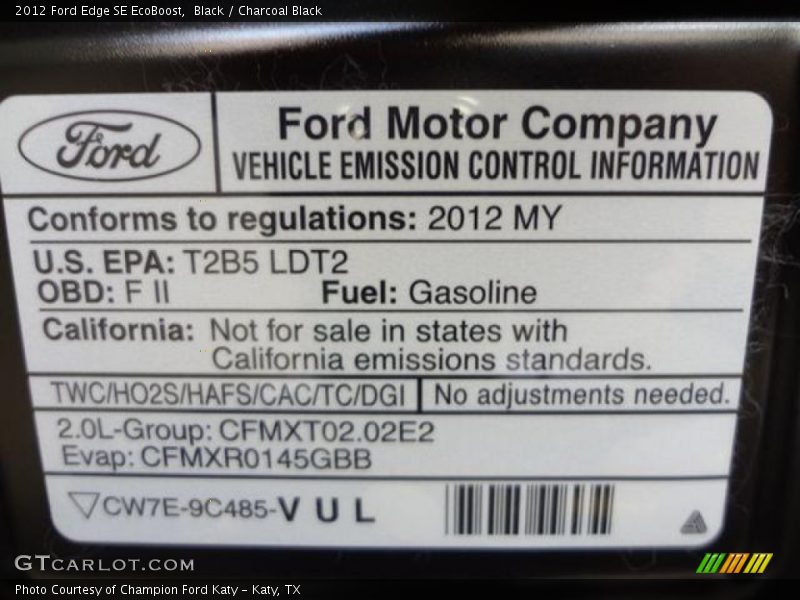 2012 Ford Edge SE EcoBoost,  Black / Charcoal Black
Ford
Ford Motor Company
VEHICLE EMISSION CONTROL INFORMATION
Conforms to regulations: 2012 MY
U.S. EPA: T2B5 LDT2
OBD: F II Fuel: Gasoline
California: Not for sale in states with
California emissions standards.
TWC/HO2S/HAFS/CAC/TC/DGI No adjustments needed.
2.0L-Group: CFMXT02.02E2
Evap: CFMXR0145GBB
CW7E-9C485-V U L
GTCARLOT.COM
Photo Courtesy of Champion Ford Katy – Katy, TX